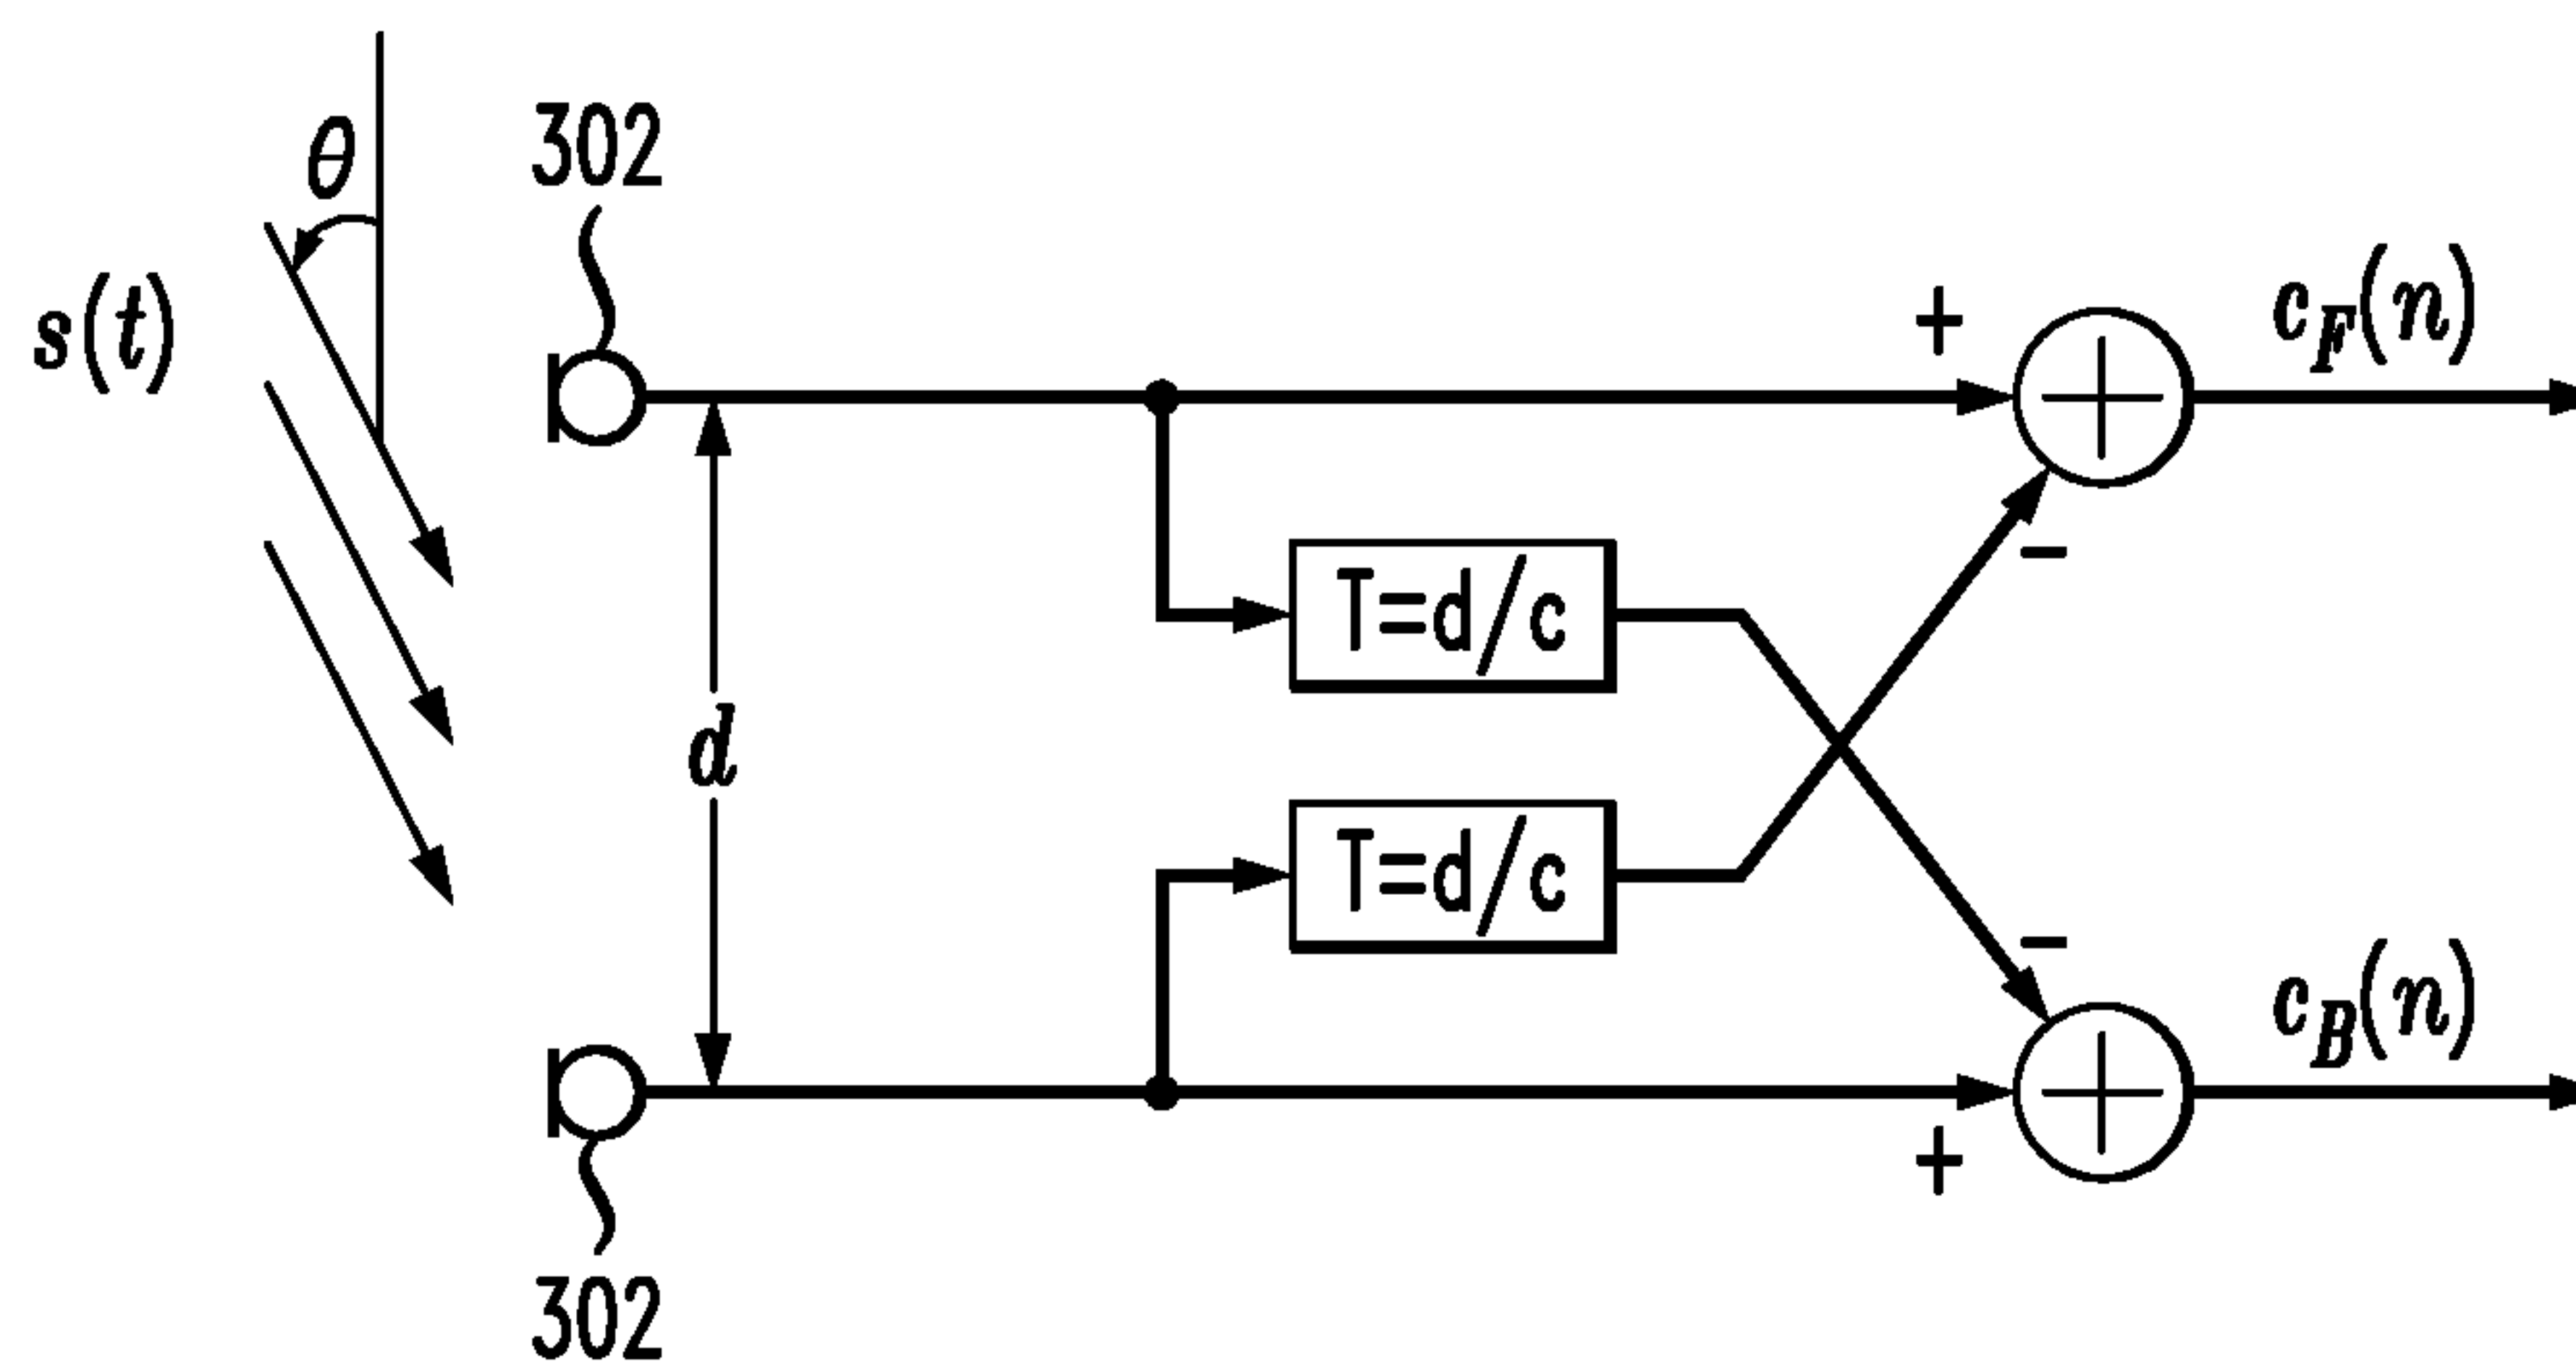 θ
302
s(t)
+
c_F(n)
−
T=d/c
d
T=d/c
−
c_B(n)
+
302